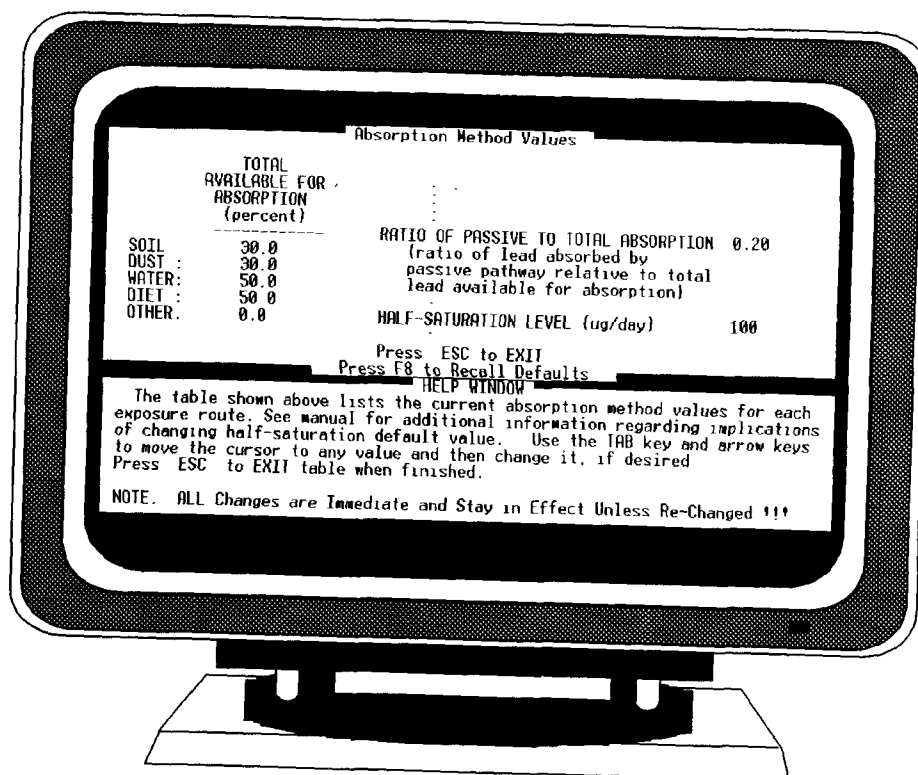 Absorption Method Values
TOTAL
AVAILABLE FOR
ABSORPTION
(percent)
------------
SOIL 30.0
DUST : 30.0
WATER: 50.0
DIET : 50 0
OTHER. 0.0
RATIO OF PASSIVE TO TOTAL ABSORPTION 0.20
(ratio of lead absorbed by
passive pathway relative to total
lead available for absorption)
HALF-SATURATION LEVEL (ug/day) 100
Press ESC to EXIT
Press F8 to Recall Defaults
HELP WINDOW
The table shown above lists the current absorption method values for each
exposure route. See manual for additional information regarding implications
of changing half-saturation default value. Use the TAB key and arrow keys
to move the cursor to any value and then change it, if desired
Press ESC to EXIT table when finished.
NOTE. ALL Changes are Immediate and Stay in Effect Unless Re-Changed !!!